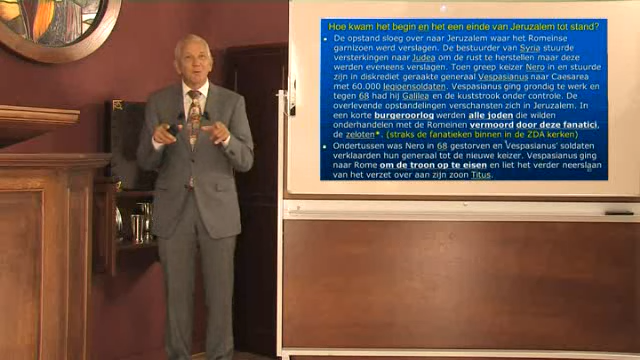 Hoe kwam het begin en het een einde van Jeruzalem tot stand?
De opstand sloeg over naar Jeruzalem waar het Romeinse
garnizoen werd verslagen. De bestuurder van Syria stuurde
versterkingen naar Judea om de rust te herstellen maar deze
werden eveneens verslagen. Toen greep keizer Nero in en stuurde
zijn in diskrediet geraakte generaal Vespasianus naar Caesarea
met 60.000 legioensoldaten. Vespasianus ging grondig te werk en
tegen 68 had hij Galilea en de kuststrook onder controle. De
overlevende opstandelingen verschansten zich in Jeruzalem. In
een korte burgeroorlog werden alle joden die wilden
onderhandelen met de Romeinen vermoord door deze fanatici,
de zeloten*. (straks de fanatieken binnen in de ZDA kerken)
Ondertussen was Nero in 68 gestorven en Vespasianus' soldaten
verklaarden hun generaal tot de nieuwe keizer. Vespasianus ging
naar Rome om de troon op te eisen en liet het verder neerslaan
van het verzet over aan zijn zoon Titus.